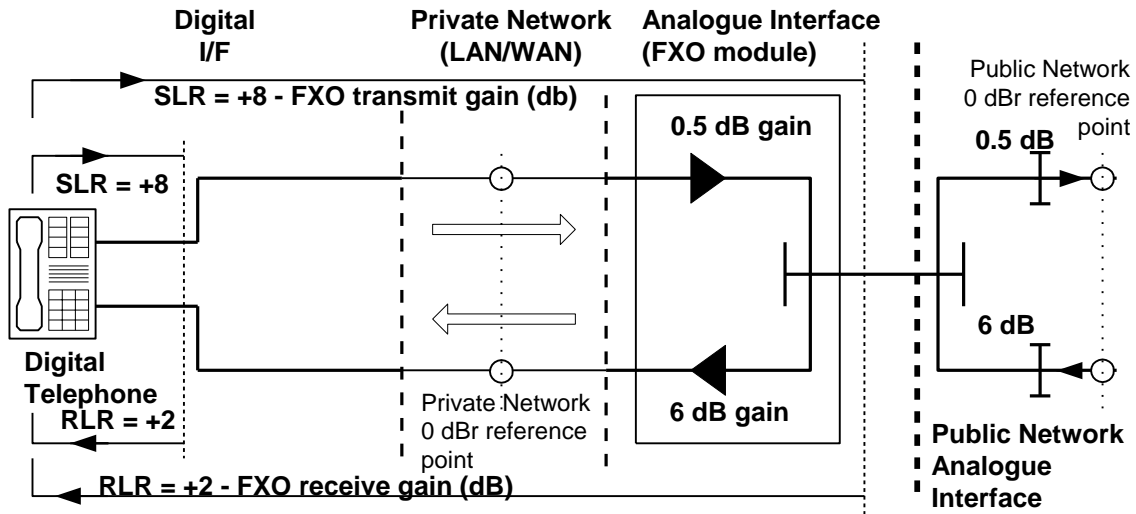 Digital
I/F
Private Network
(LAN/WAN)
Analogue Interface
(FXO module)
SLR = +8 - FXO transmit gain (db)
Public Network
0 dBr reference
point
0.5 dB gain
0.5 dB
SLR = +8
6 dB
Digital
Telephone
RLR = +2
Private Network
0 dBr reference
point
6 dB gain
Public Network
Analogue
Interface
RLR = +2 - FXO receive gain (dB)